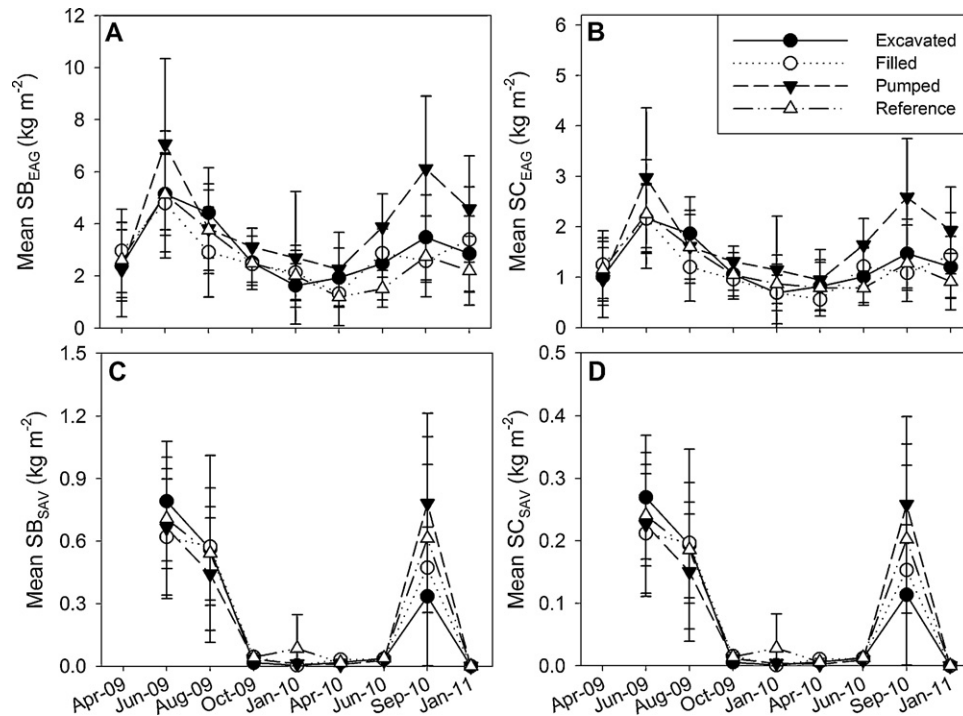 A
Mean SB_EAG (kg m⁻²)
12
10
8
6
4
2
0
B
Mean SC_EAG (kg m⁻²)
6
5
4
3
2
1
0
Excavated
Filled
Pumped
Reference
C
Mean SB_SAV (kg m⁻²)
1.5
1.2
0.9
0.6
0.3
0.0
Apr-09
Jun-09
Aug-09
Oct-09
Jan-10
Apr-10
Jun-10
Sep-10
Jan-11
D
Mean SC_SAV (kg m⁻²)
0.5
0.4
0.3
0.2
0.1
0.0
Apr-09
Jun-09
Aug-09
Oct-09
Jan-10
Apr-10
Jun-10
Sep-10
Jan-11